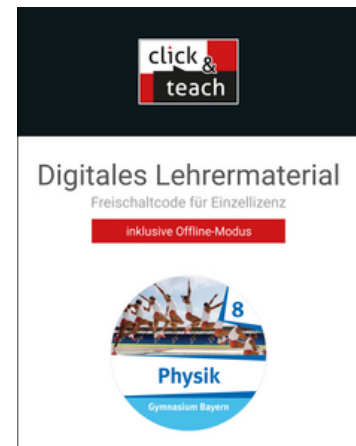 click &
teach
Digitales Lehrermaterial
Freischaltcode für Einzellizenz
inklusive Offline-Modus
8
Physik
Gymnasium Bayern